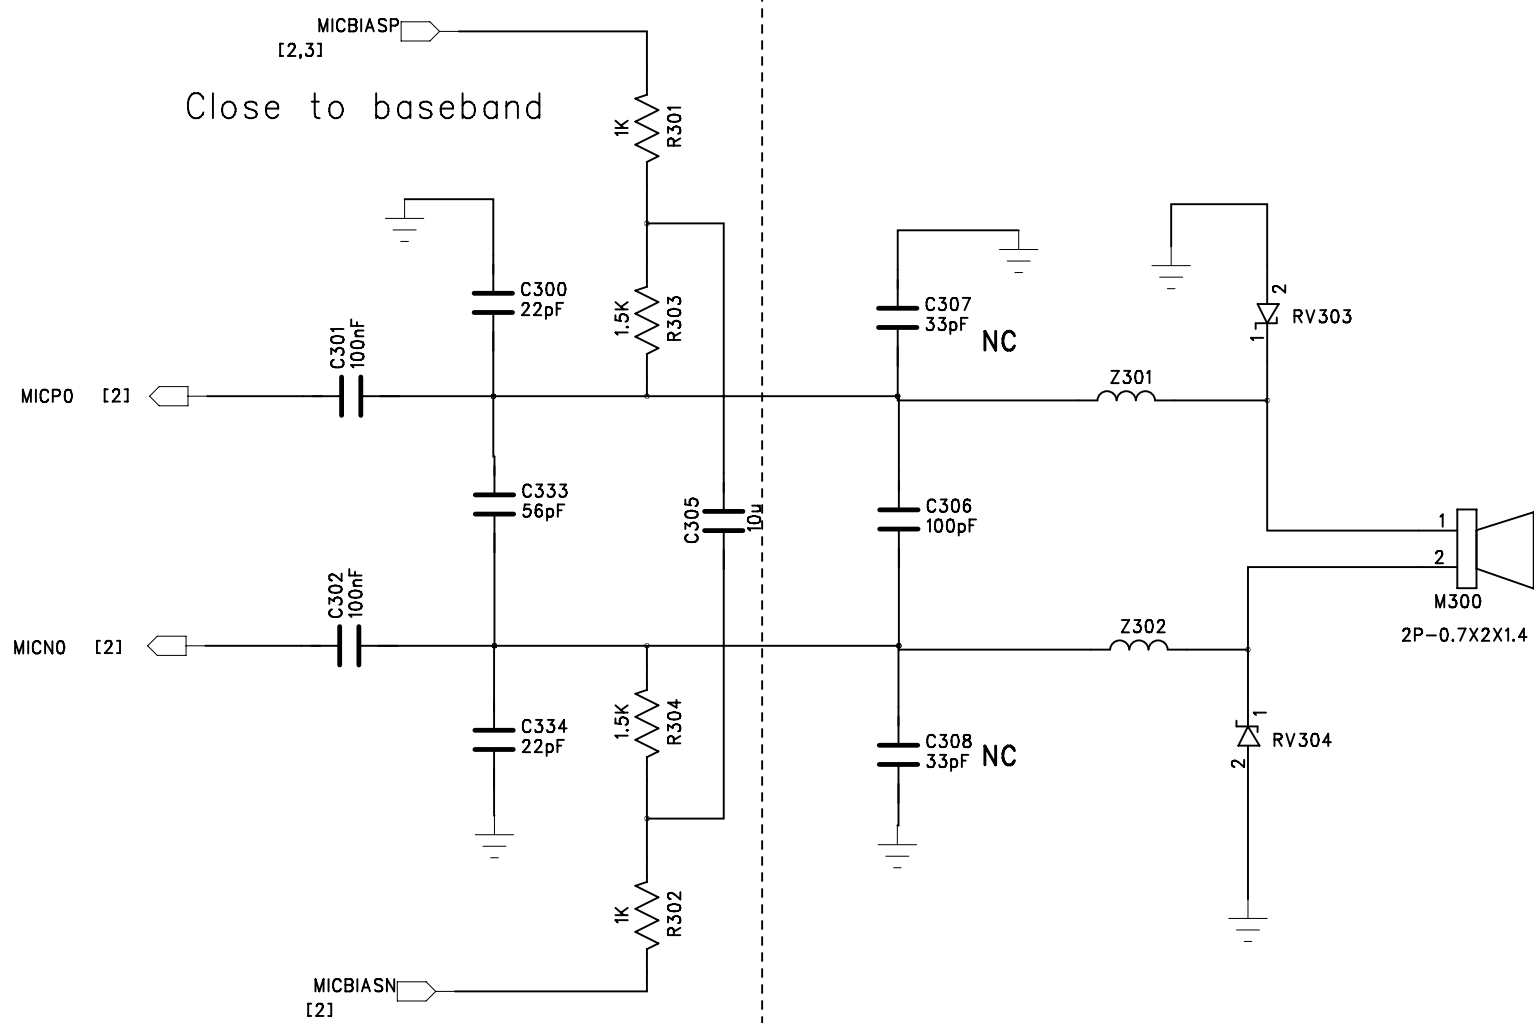 MICBIASP
[2,3]
Close to baseband
1K
R301
C300
22pF
1.5K
R303
C307
33pF
NC
2
1
RV303
C301
100nF
MICP0 [2]
Z301
C333
56pF
C305
10u
C306
100pF
1
2
M300
2P-0.7X2X1.4
C302
100nF
MICN0 [2]
Z302
C334
22pF
1.5K
R304
C308
33pF
NC
1
2
RV304
1K
R302
MICBIASN
[2]